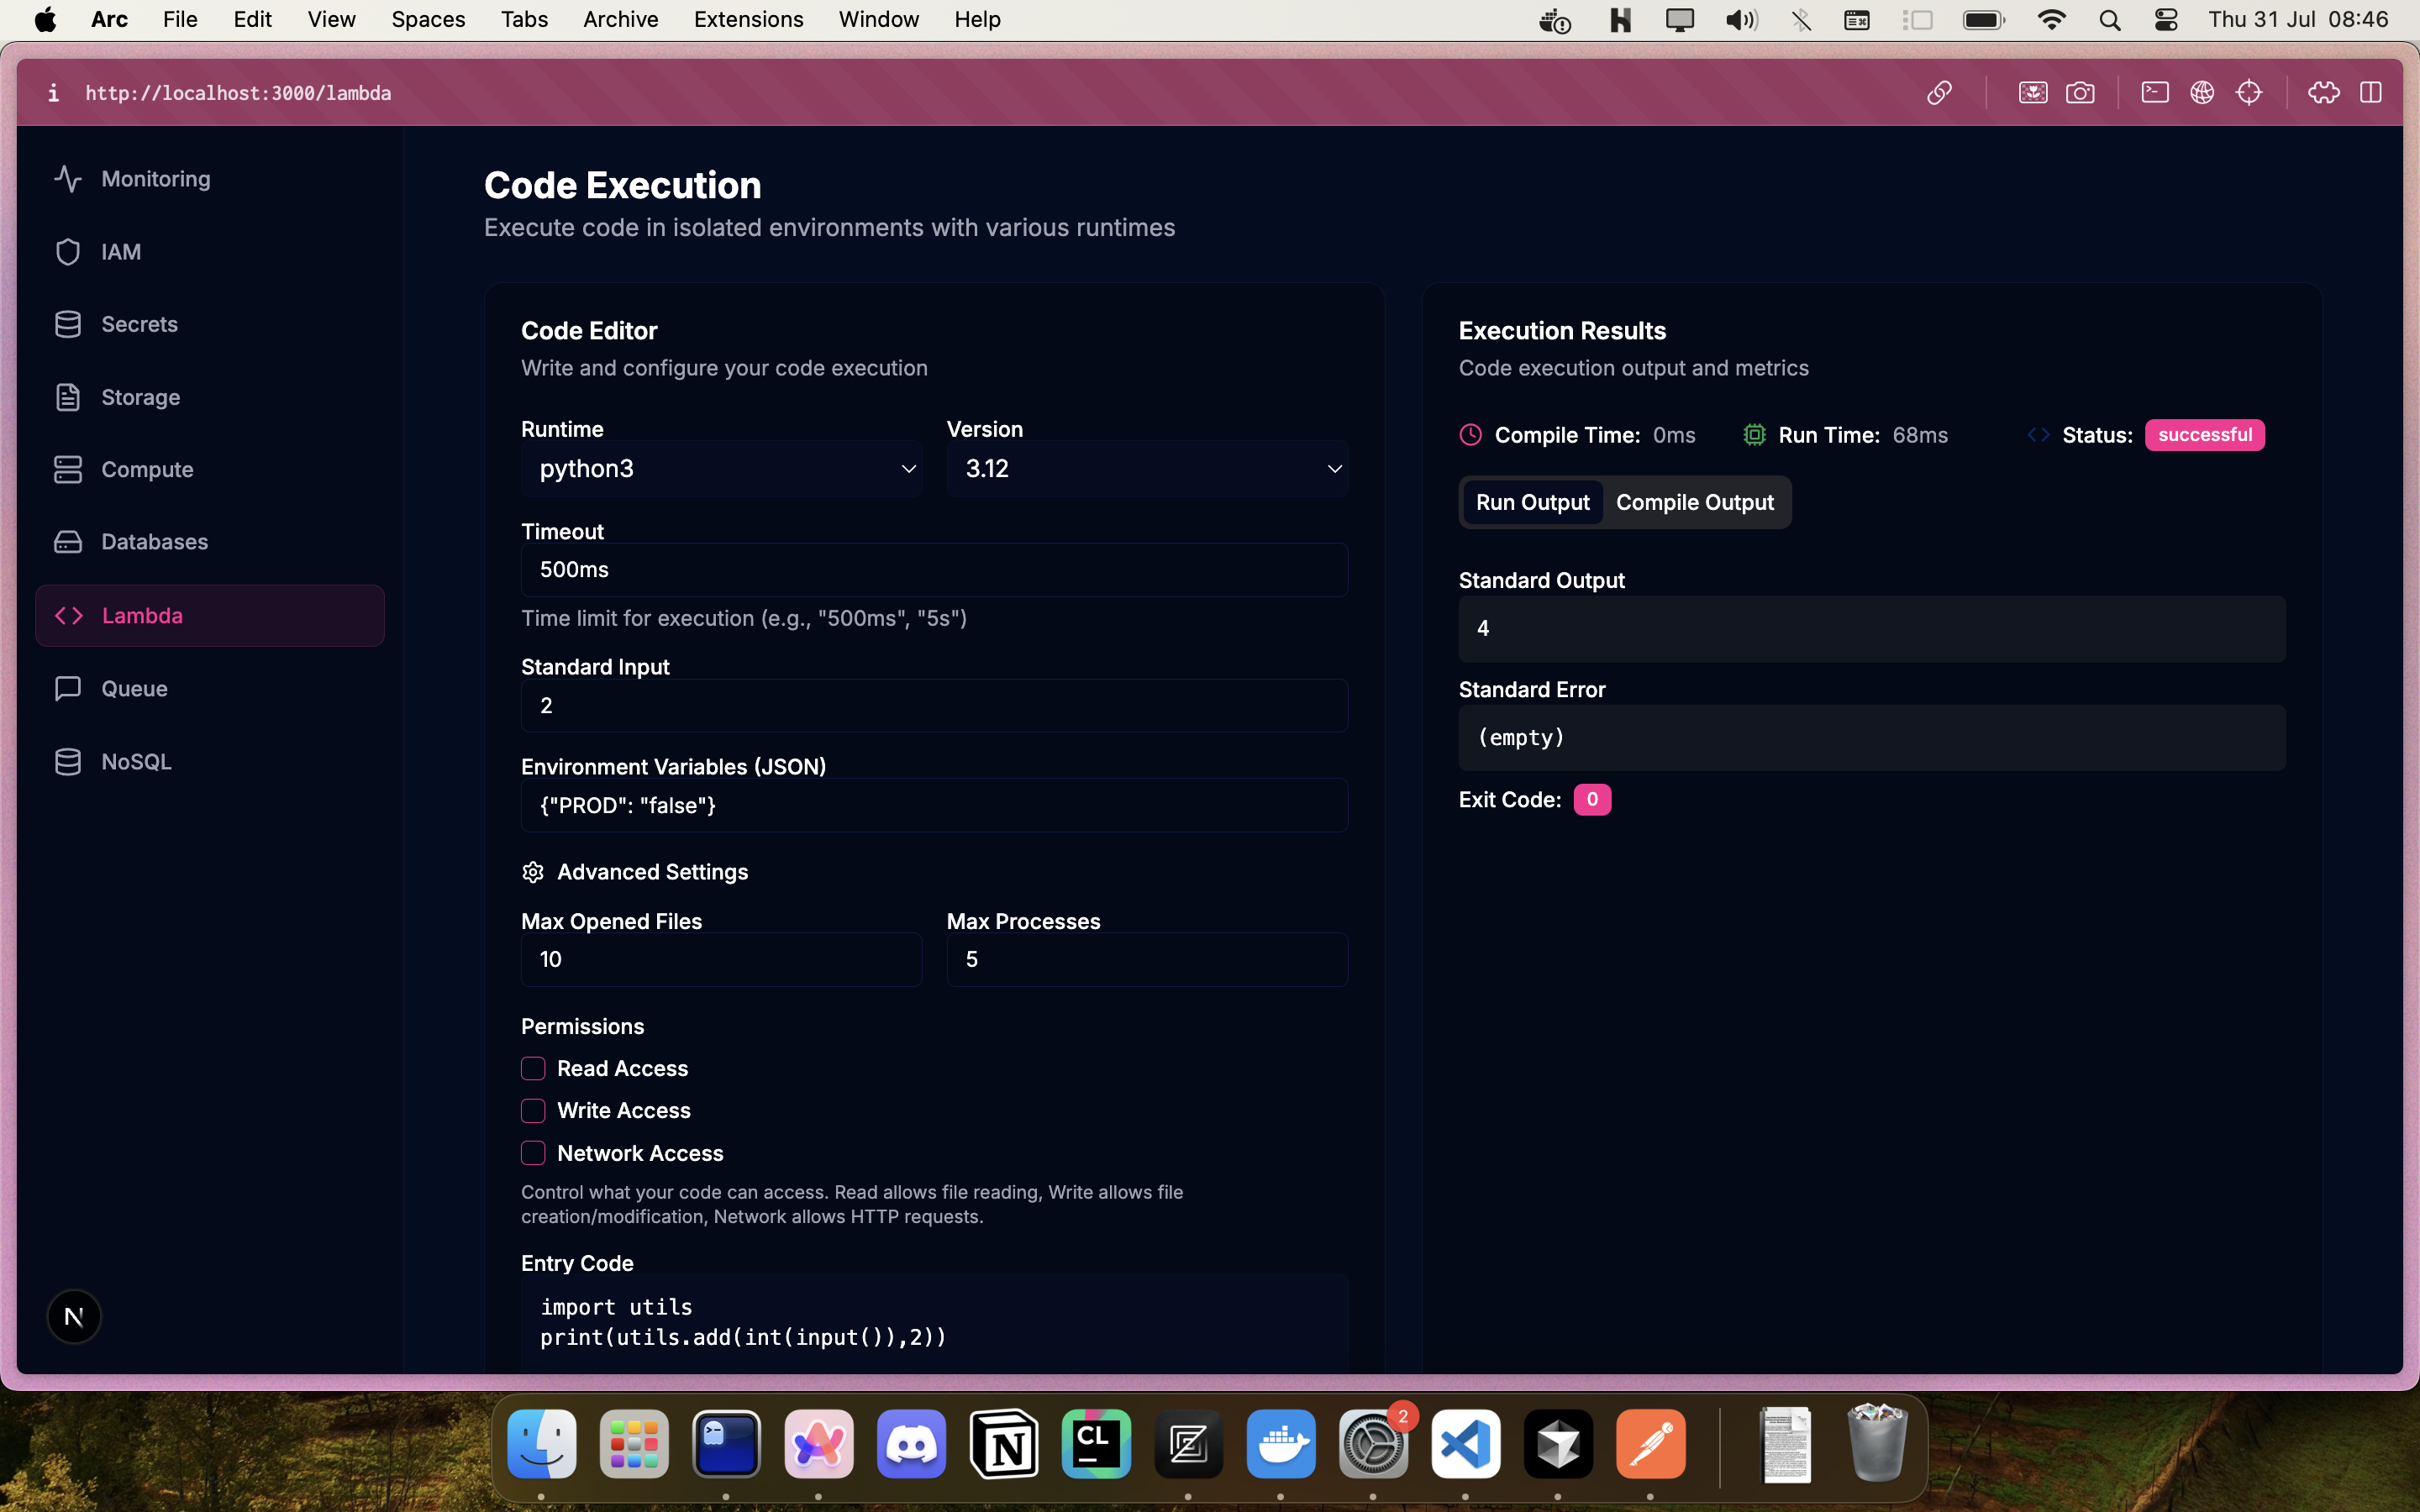 Arc File Edit View Spaces Tabs Archive Extensions Window Help
Thu 31 Jul 08:46
http://localhost:3000/lambda
Monitoring
IAM
Secrets
Storage
Compute
Databases
Lambda
Queue
NoSQL
N
Code Execution
Execute code in isolated environments with various runtimes
Code Editor
Write and configure your code execution
Runtime Version
python3 3.12
Timeout
500ms
Time limit for execution (e.g., "500ms", "5s")
Standard Input
2
Environment Variables (JSON)
{"PROD": "false"}
Advanced Settings
Max Opened Files Max Processes
10 5
Permissions
Read Access
Write Access
Network Access
Control what your code can access. Read allows file reading, Write allows file
creation/modification, Network allows HTTP requests.
Entry Code
import utils
print(utils.add(int(input()),2))
Execution Results
Code execution output and metrics
Compile Time: 0ms Run Time: 68ms Status: successful
Run Output Compile Output
Standard Output
4
Standard Error
(empty)
Exit Code: 0
N
CL
2